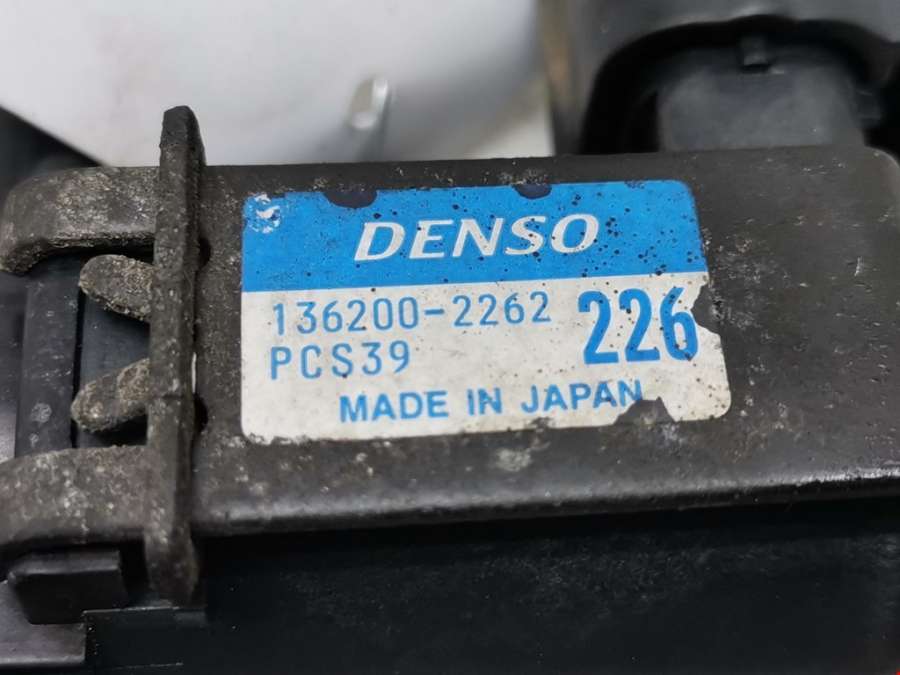 DENSO
136200-2262 226
PCS39
MADE IN JAPAN